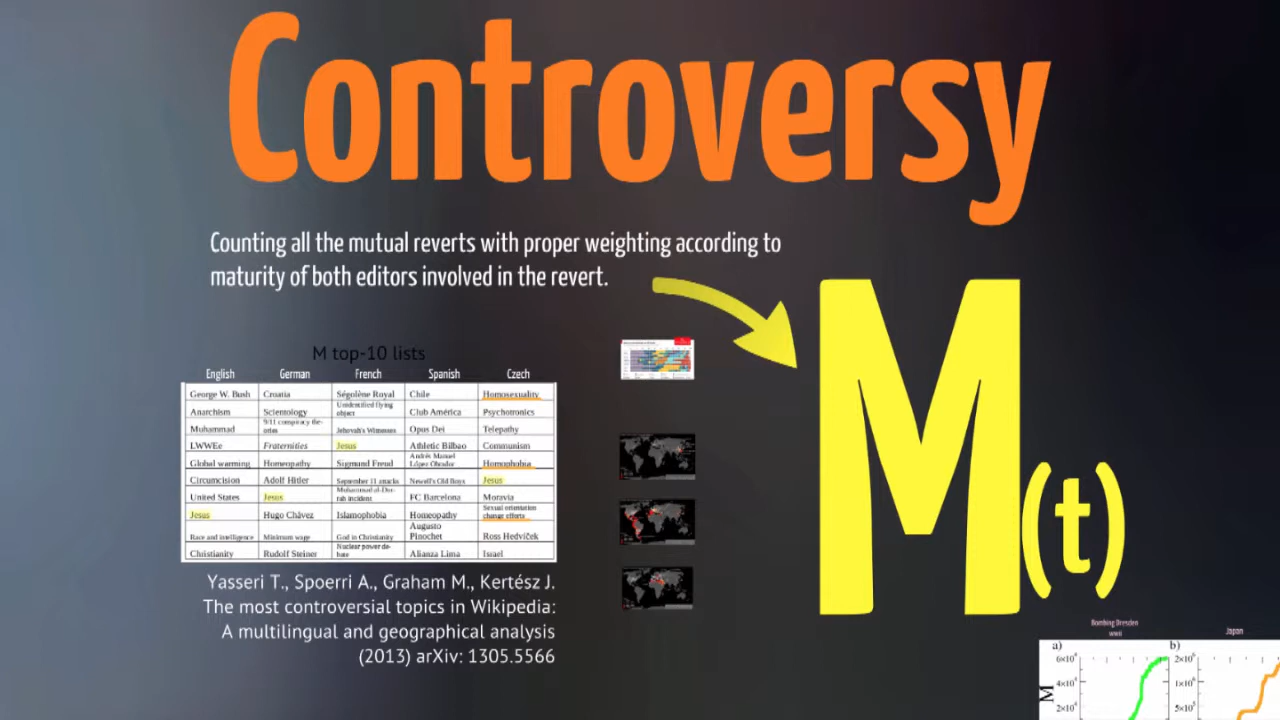 Controversy
Counting all the mutual reverts with proper weighting according to
maturity of both editors involved in the revert.
M(t)
M top-10 lists
English German French Spanish Czech
George W. Bush Croatia Ségolène Royal Chile Homosexuality
Anarchism Scientology Unidentified flying object Club América Psychotronics
Muhammad 9/11 conspiracy theories Jehovah's Witnesses Opus Dei Telepathy
LWWEe Fraternities Jesus Athletic Bilbao Communism
Global warming Homeopathy Sigmund Freud Andrés Manuel López Obrador Homophobia
Circumcision Adolf Hitler September 11 attacks Newell's Old Boys Jesus
United States Jesus Muhammad al-Durrah incident FC Barcelona Moravia
Jesus Hugo Chávez Islamophobia Homeopathy Sexual orientation change efforts
Race and intelligence Minimum wage God in Christianity Augusto Pinochet Ross Hedvíček
Christianity Rudolf Steiner Nuclear power debate Alianza Lima Israel
Yasseri T., Spoerri A., Graham M., Kertész J.
The most controversial topics in Wikipedia:
A multilingual and geographical analysis
(2013) arXiv: 1305.5566
Bombing Dresden
WWII
Japan
a) b)
M